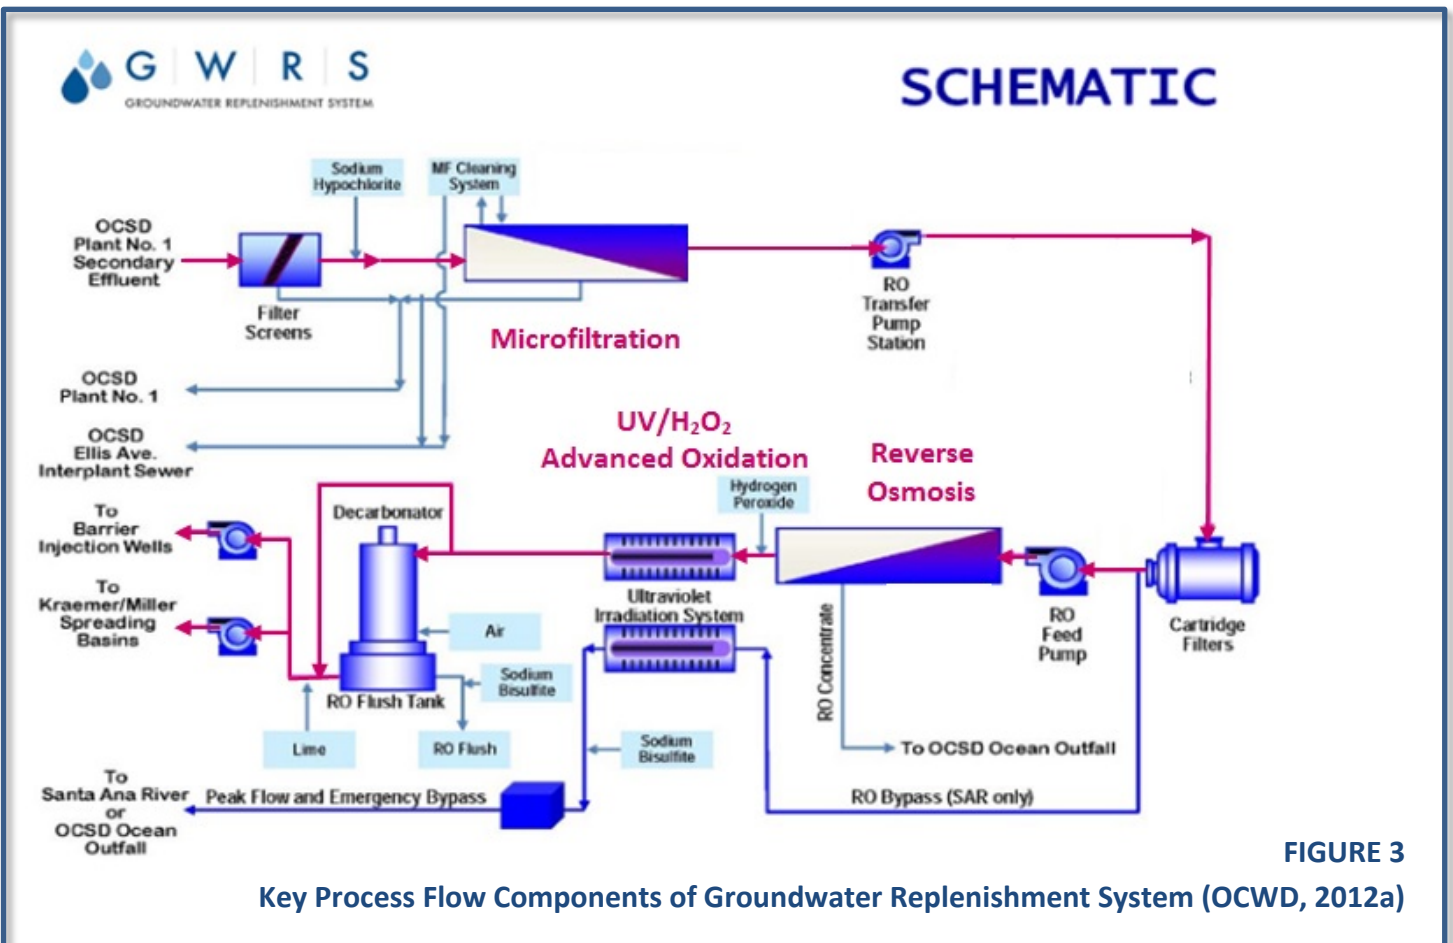 G | W | R | S
GROUNDWATER REPLENISHMENT SYSTEM
SCHEMATIC
Sodium
Hypochlorite
MF Cleaning
System
OCSD
Plant No. 1
Secondary
Effluent
Filter
Screens
Microfiltration
RO
Transfer
Pump
Station
OCSD
Plant No. 1
OCSD
Ellis Ave.
Interplant Sewer
UV/H₂O₂
Advanced Oxidation
Reverse
Osmosis
Hydrogen
Peroxide
Decarbonator
To
Barrier
Injection Wells
To
Kraemer/Miller
Spreading
Basins
Ultraviolet
Irradiation System
Air
Sodium
Bisulfite
RO Flush Tank
Lime
RO Flush
Sodium
Bisulfite
RO Concentrate
RO
Feed
Pump
Cartridge
Filters
To OCSD Ocean Outfall
To
Santa Ana River
or
OCSD Ocean
Outfall
Peak Flow and Emergency Bypass
RO Bypass (SAR only)
FIGURE 3
Key Process Flow Components of Groundwater Replenishment System (OCWD, 2012a)